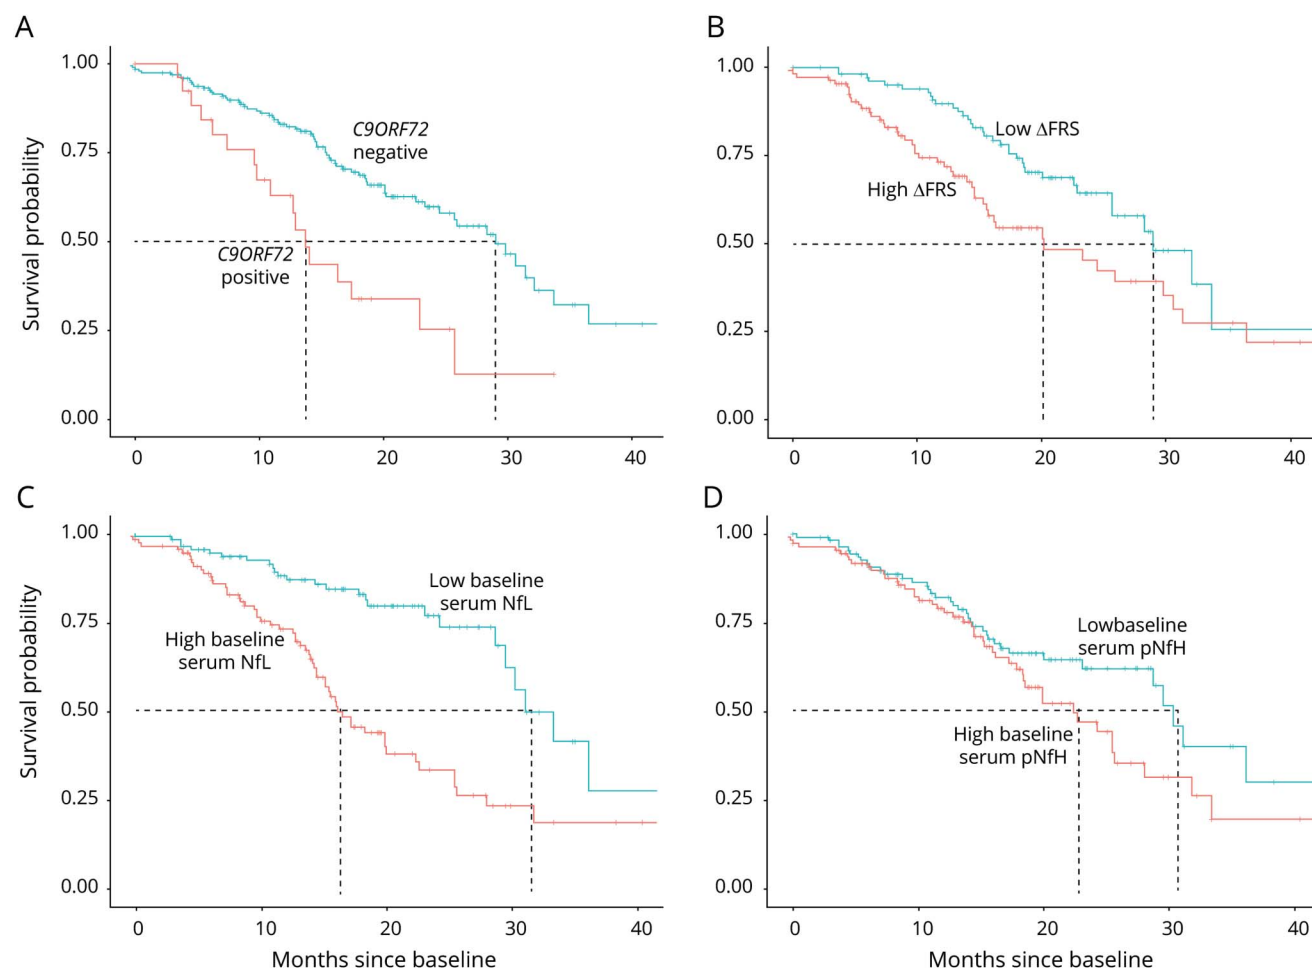 A
1.00
0.75
0.50
0.25
0.00
Survival probability
C9ORF72
negative
C9ORF72
positive
0
10
20
30
40
B
1.00
0.75
0.50
0.25
0.00
Low ΔFRS
High ΔFRS
0
10
20
30
40
C
1.00
0.75
0.50
0.25
0.00
Survival probability
Low baseline
serum NfL
High baseline
serum NfL
0
10
20
30
40
Months since baseline
D
1.00
0.75
0.50
0.25
0.00
Lowbaseline
serum pNfH
High baseline
serum pNfH
0
10
20
30
40
Months since baseline